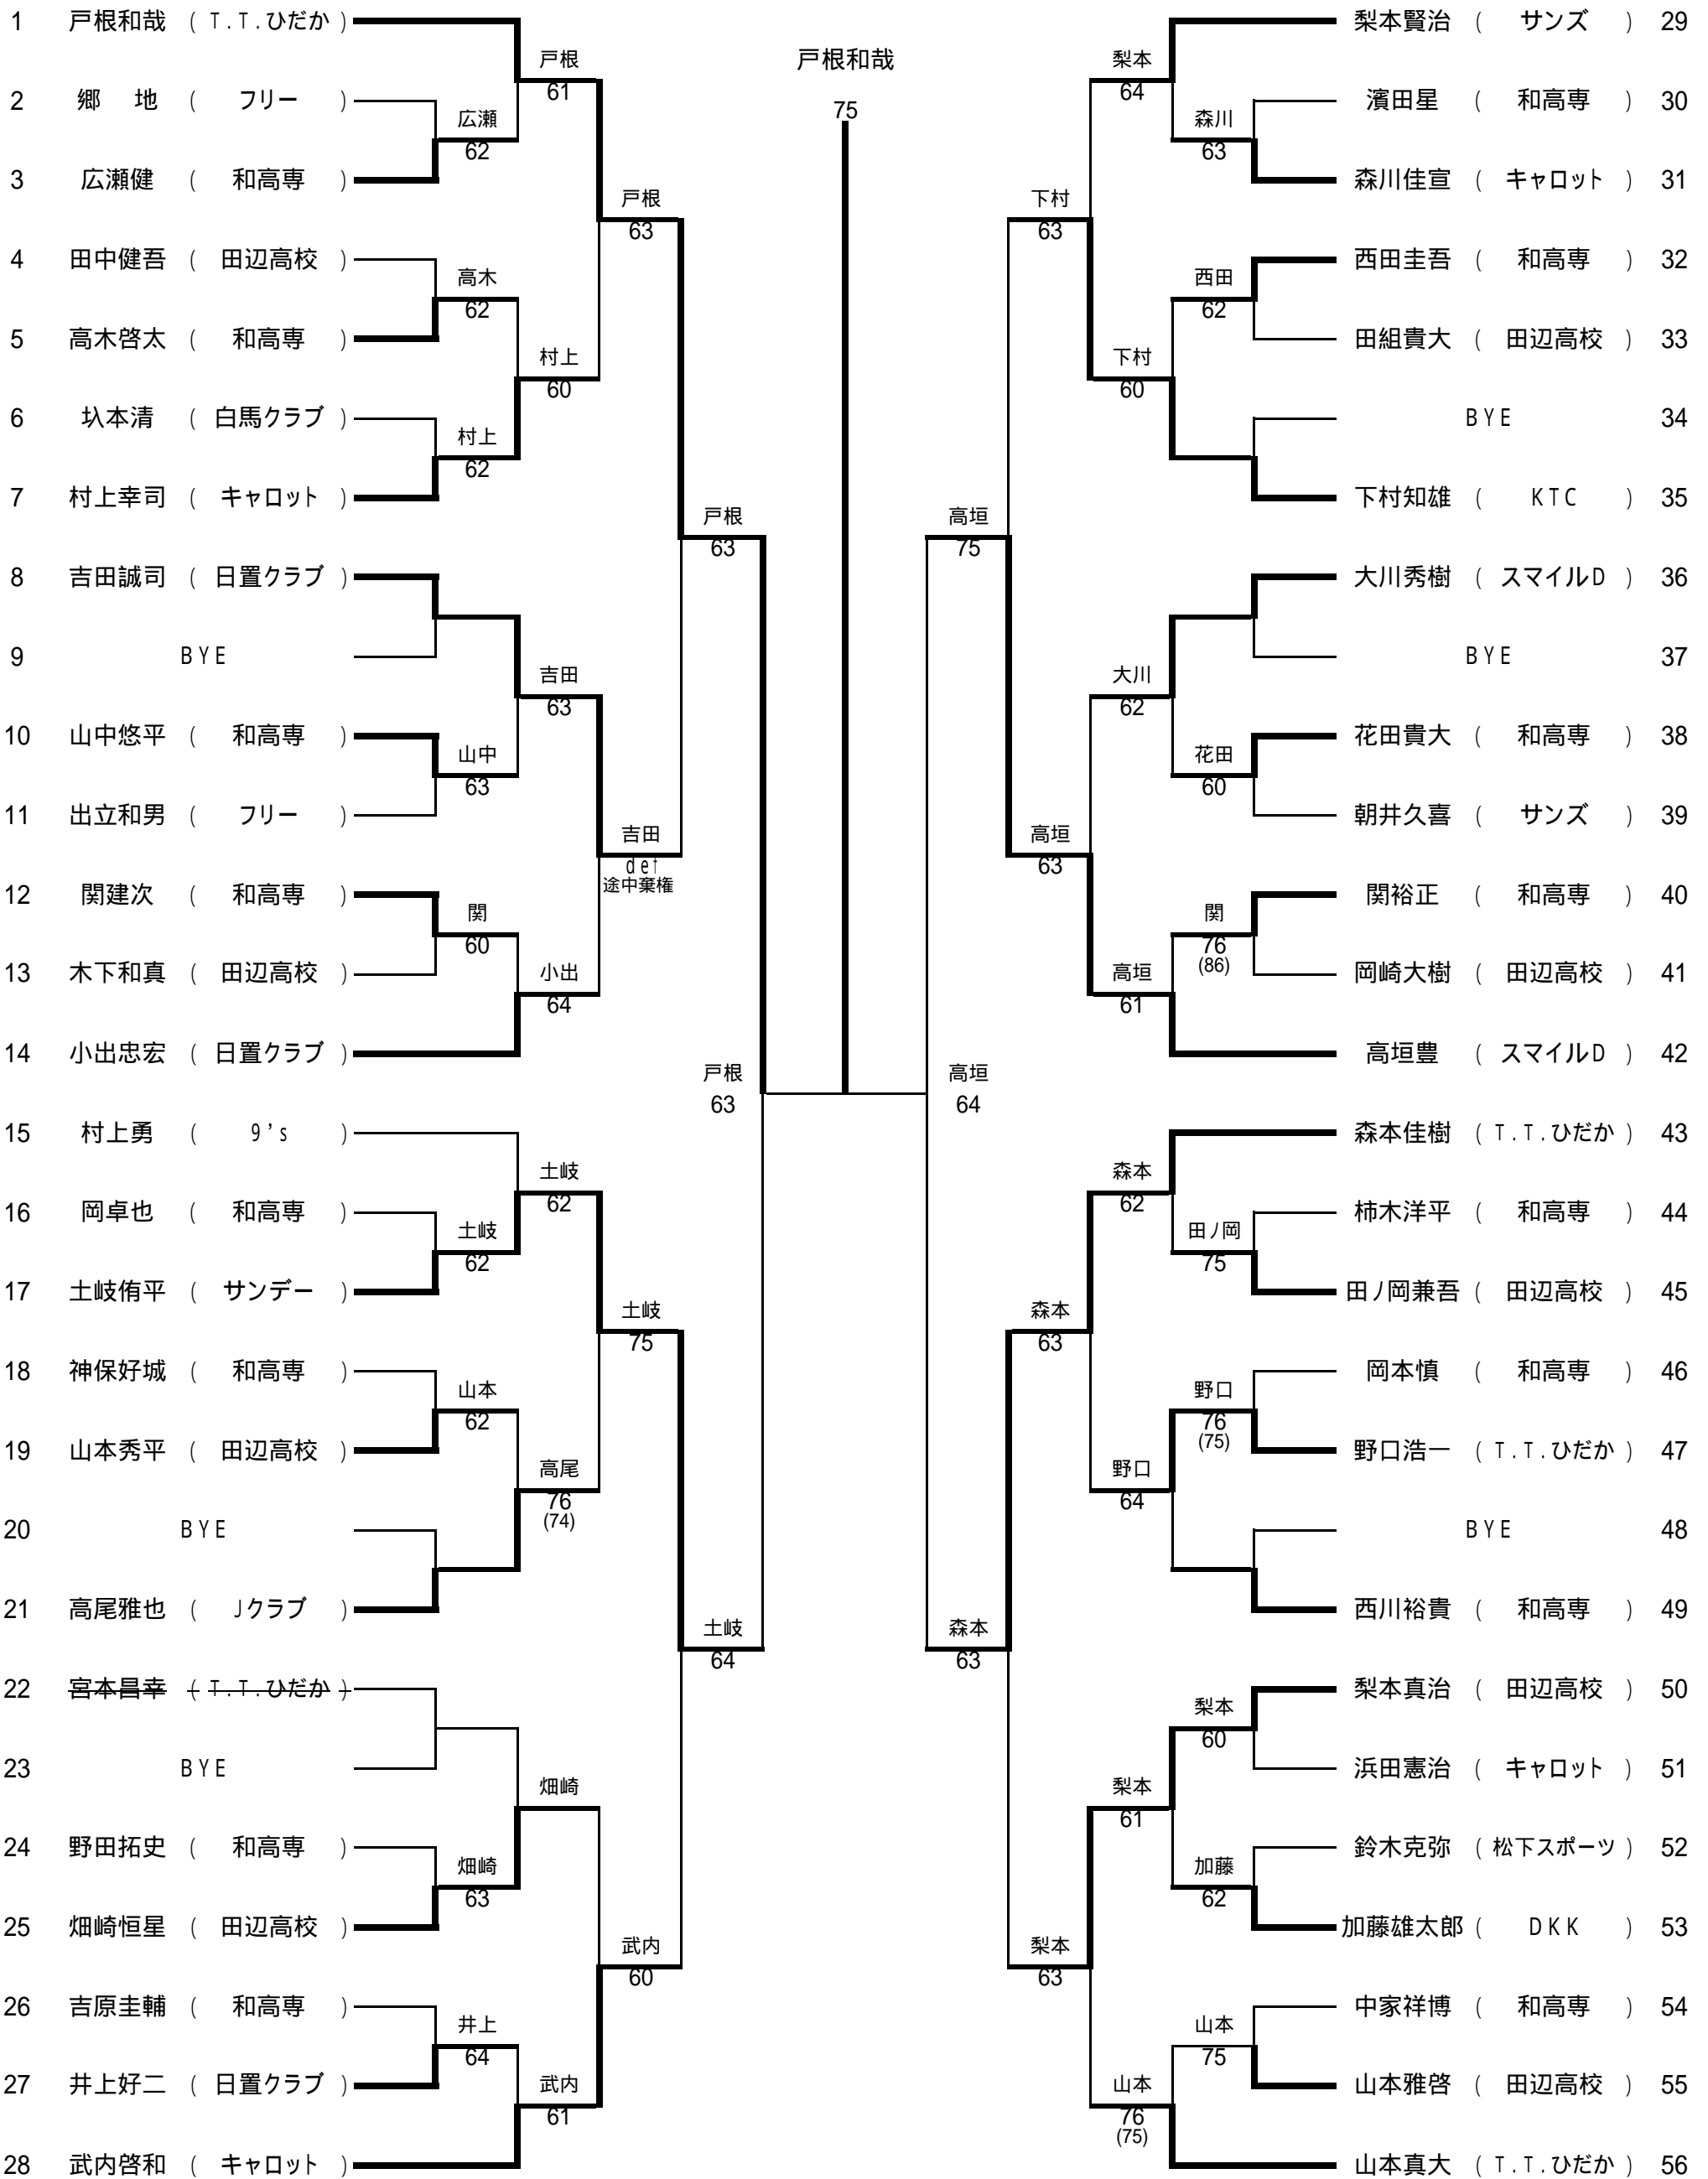 戸根和哉
75
1 戸根和哉 ( T.T.ひだか )
戸根
61
2 郷 地 ( フリー )
広瀬
62
3 広瀬健 ( 和高専 )
戸根
63
4 田中健吾 ( 田辺高校 )
高木
62
5 高木啓太 ( 和高専 )
村上
60
6 圦本清 ( 白馬クラブ )
村上
62
7 村上幸司 ( キャロット )
戸根
63
8 吉田誠司 ( 日置クラブ )
9 BYE
吉田
63
10 山中悠平 ( 和高専 )
山中
63
11 出立和男 ( フリー )
吉田
def
途中棄権
12 関建次 ( 和高専 )
関
60
13 木下和真 ( 田辺高校 )
小出
64
14 小出忠宏 ( 日置クラブ )
戸根
63
15 村上勇 ( 9's )
土岐
62
16 岡卓也 ( 和高専 )
土岐
62
17 土岐侑平 ( サンデー )
土岐
75
18 神保好城 ( 和高専 )
山本
62
19 山本秀平 ( 田辺高校 )
高尾
76
(74)
20 BYE
21 高尾雅也 ( Jクラブ )
土岐
64
22 宮本昌幸 ( T.T.ひだか )
23 BYE
畑崎
24 野田拓史 ( 和高専 )
畑崎
63
25 畑崎恒星 ( 田辺高校 )
武内
60
26 吉原圭輔 ( 和高専 )
井上
64
27 井上好二 ( 日置クラブ )
武内
61
28 武内啓和 ( キャロット )
梨本賢治 ( サンズ ) 29
梨本
64
濱田星 ( 和高専 ) 30
森川
63
森川佳宣 ( キャロット ) 31
下村
63
西田圭吾 ( 和高専 ) 32
西田
62
田組貴大 ( 田辺高校 ) 33
下村
60
BYE 34
下村知雄 ( KTC ) 35
高垣
75
大川秀樹 ( スマイルD ) 36
BYE 37
大川
62
花田貴大 ( 和高専 ) 38
花田
60
朝井久喜 ( サンズ ) 39
高垣
63
関裕正 ( 和高専 ) 40
関
76
(86)
岡崎大樹 ( 田辺高校 ) 41
高垣
61
高垣豊 ( スマイルD ) 42
高垣
64
森本佳樹 ( T.T.ひだか ) 43
森本
62
柿木洋平 ( 和高専 ) 44
田ノ岡
75
田ノ岡兼吾 ( 田辺高校 ) 45
森本
63
岡本慎 ( 和高専 ) 46
野口
76
(75)
野口浩一 ( T.T.ひだか ) 47
野口
64
BYE 48
西川裕貴 ( 和高専 ) 49
森本
63
梨本真治 ( 田辺高校 ) 50
梨本
60
浜田憲治 ( キャロット ) 51
梨本
61
鈴木克弥 ( 松下スポーツ ) 52
加藤
62
加藤雄太郎 ( DKK ) 53
梨本
63
中家祥博 ( 和高専 ) 54
山本
75
山本雅啓 ( 田辺高校 ) 55
山本
76
(75)
山本真大 ( T.T.ひだか ) 56